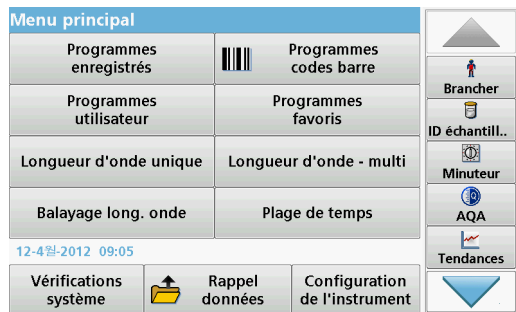 Menu principal
Programmes
enregistrés
Programmes
codes barre
Programmes
utilisateur
Programmes
favoris
Longueur d'onde unique
Longueur d'onde - multi
Balayage long. onde
Plage de temps
12-4월-2012 09:05
Vérifications
système
Rappel
données
Configuration
de l'instrument
Brancher
ID échantill..
Minuteur
AQA
Tendances